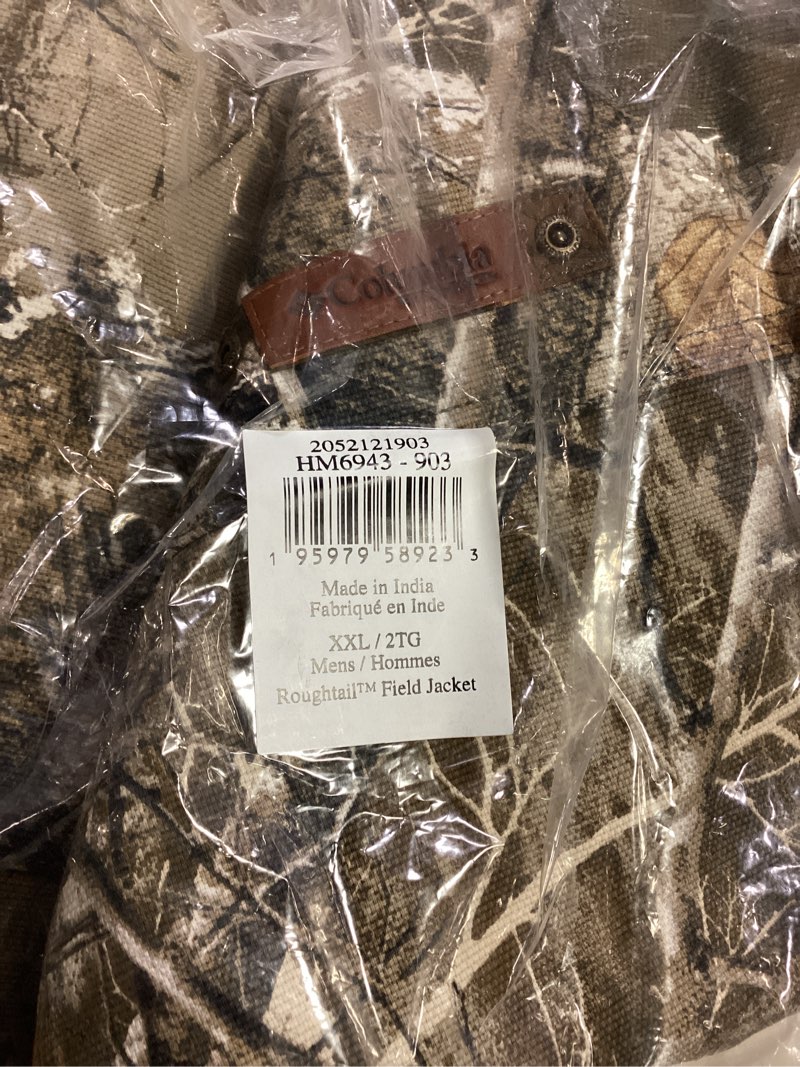 Columbia
2052121903
HM6943 - 903
1 95979 58923 3
Made in India
Fabriqué en Inde
XXL / 2TG
Mens / Hommes
Roughtail™ Field Jacket